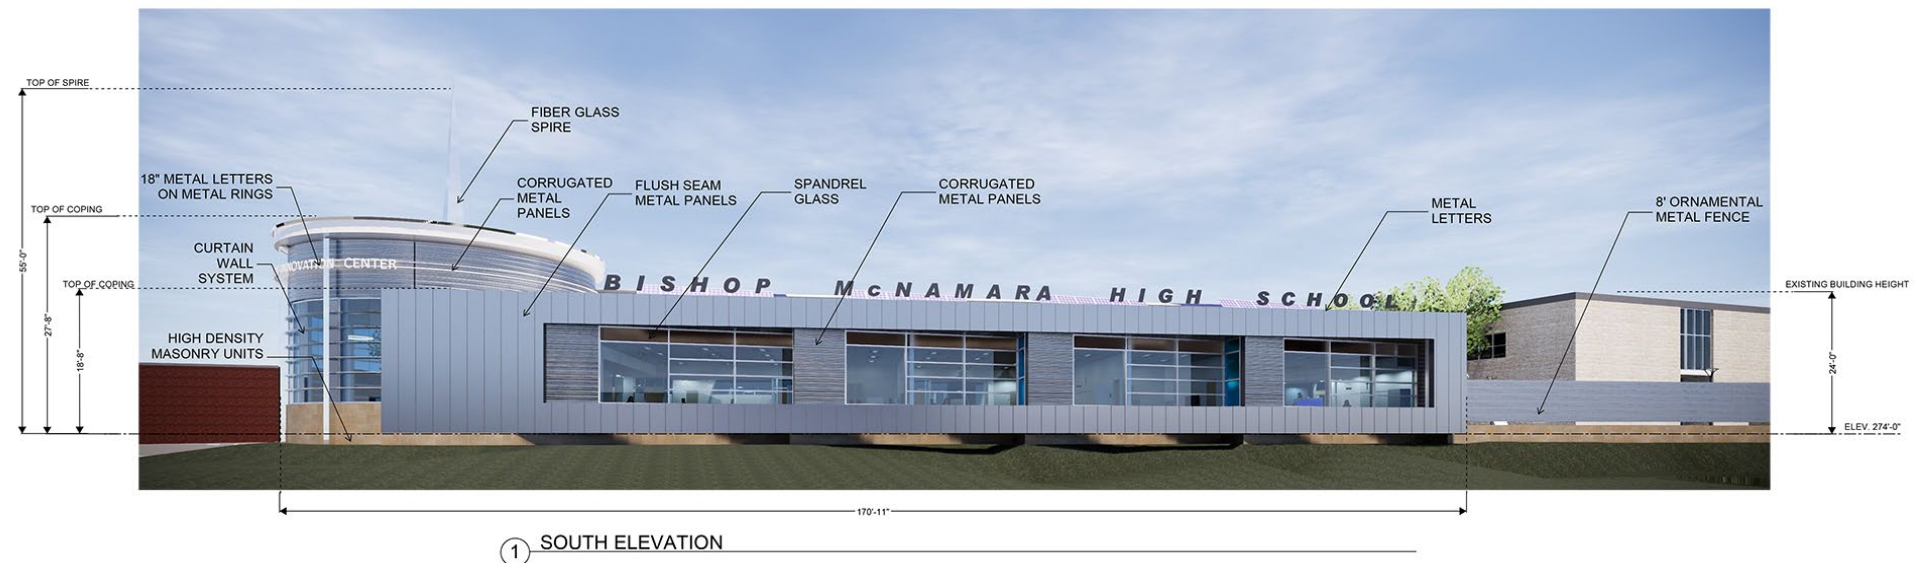 TOP OF SPIRE
FIBER GLASS
SPIRE
18" METAL LETTERS
ON METAL RINGS
CORRUGATED
METAL
PANELS
FLUSH SEAM
METAL PANELS
SPANDREL
GLASS
CORRUGATED
METAL PANELS
METAL
LETTERS
8' ORNAMENTAL
METAL FENCE
TOP OF COPING
CURTAIN
WALL
SYSTEM
INNOVATION CENTER
TOP OF COPING
BISHOP McNAMARA HIGH SCHOOL
EXISTING BUILDING HEIGHT
HIGH DENSITY
MASONRY UNITS
55'-0"
27'-8"
18'-8"
24'-0"
ELEV. 274'-0"
170'-11"
1 SOUTH ELEVATION